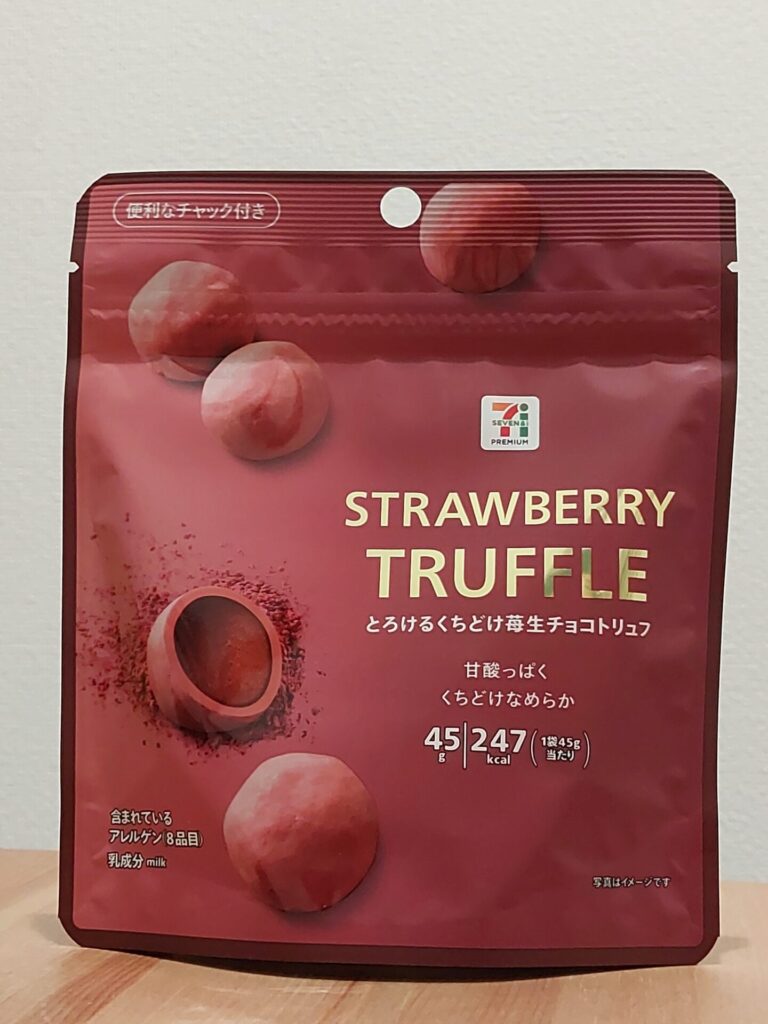 便利なチャック付き
SEVEN&i
PREMIUM
STRAWBERRY
TRUFFLE
とろけるくちどけ苺生チョコトリュフ
甘酸っぱく
くちどけなめらか
45g 247kcal (1袋45g当たり)
含まれている
アレルゲン(8品目)
乳成分 milk
写真はイメージです